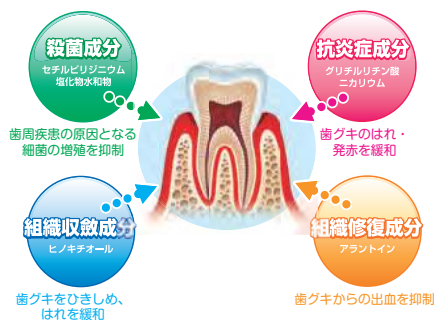 殺菌成分
セチルピリジニウム
塩化物水和物
歯周疾患の原因となる
細菌の増殖を抑制
抗炎症成分
グリチルリチン酸
ニカリウム
歯グキのはれ・
発赤を緩和
組織収斂成分
ヒノキチオール
歯グキをひきしめ、
はれを緩和
組織修復成分
アラントイン
歯グキからの出血を抑制